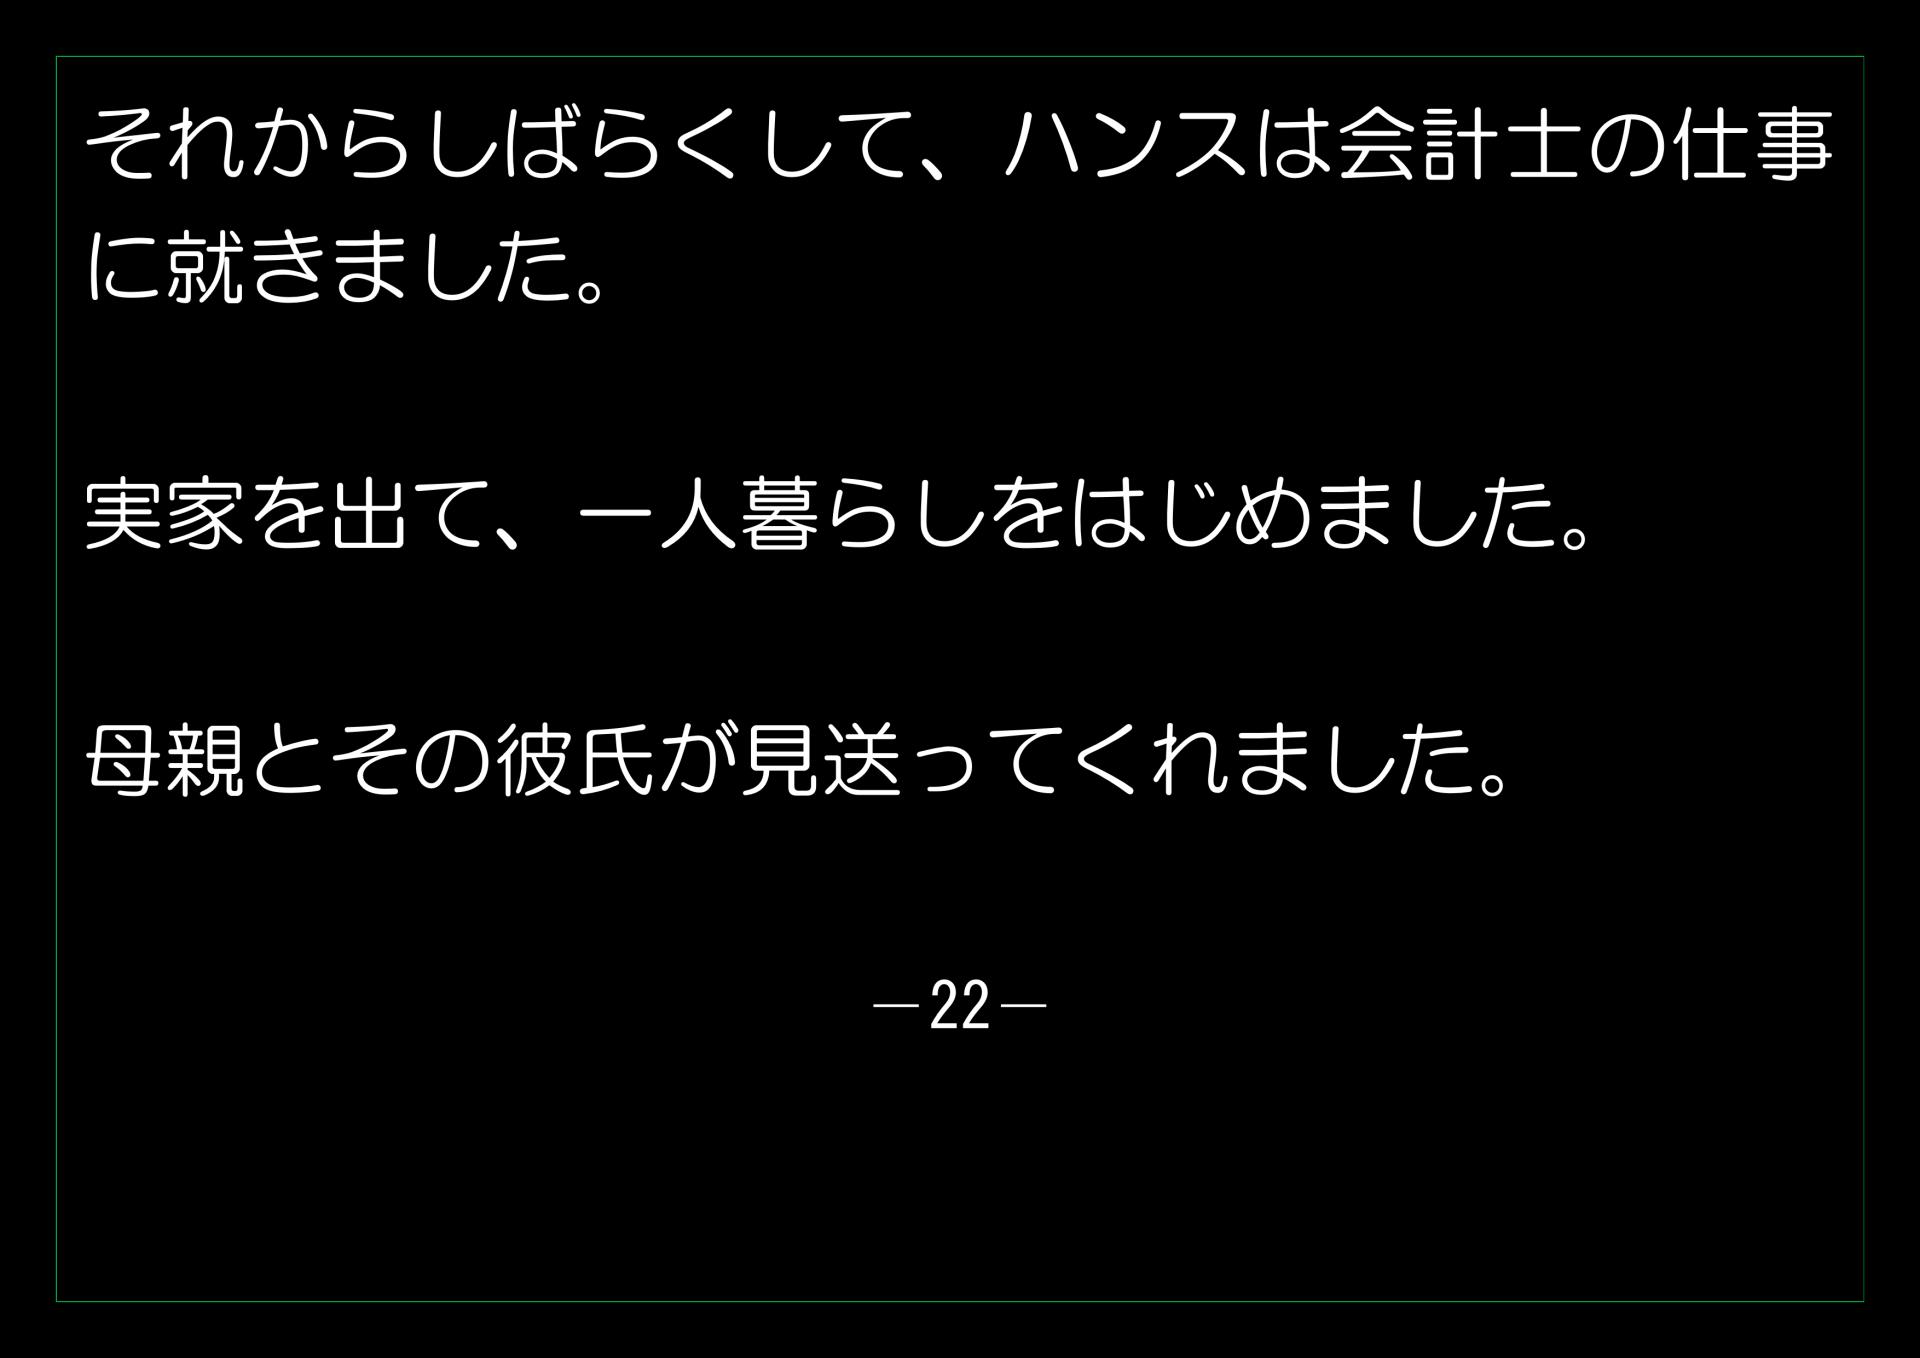 それからしばらくして、ハンスは会計士の仕事
に就きました。
実家を出て、一人暮らしをはじめました。
母親とその彼氏が見送ってくれました。
―22―